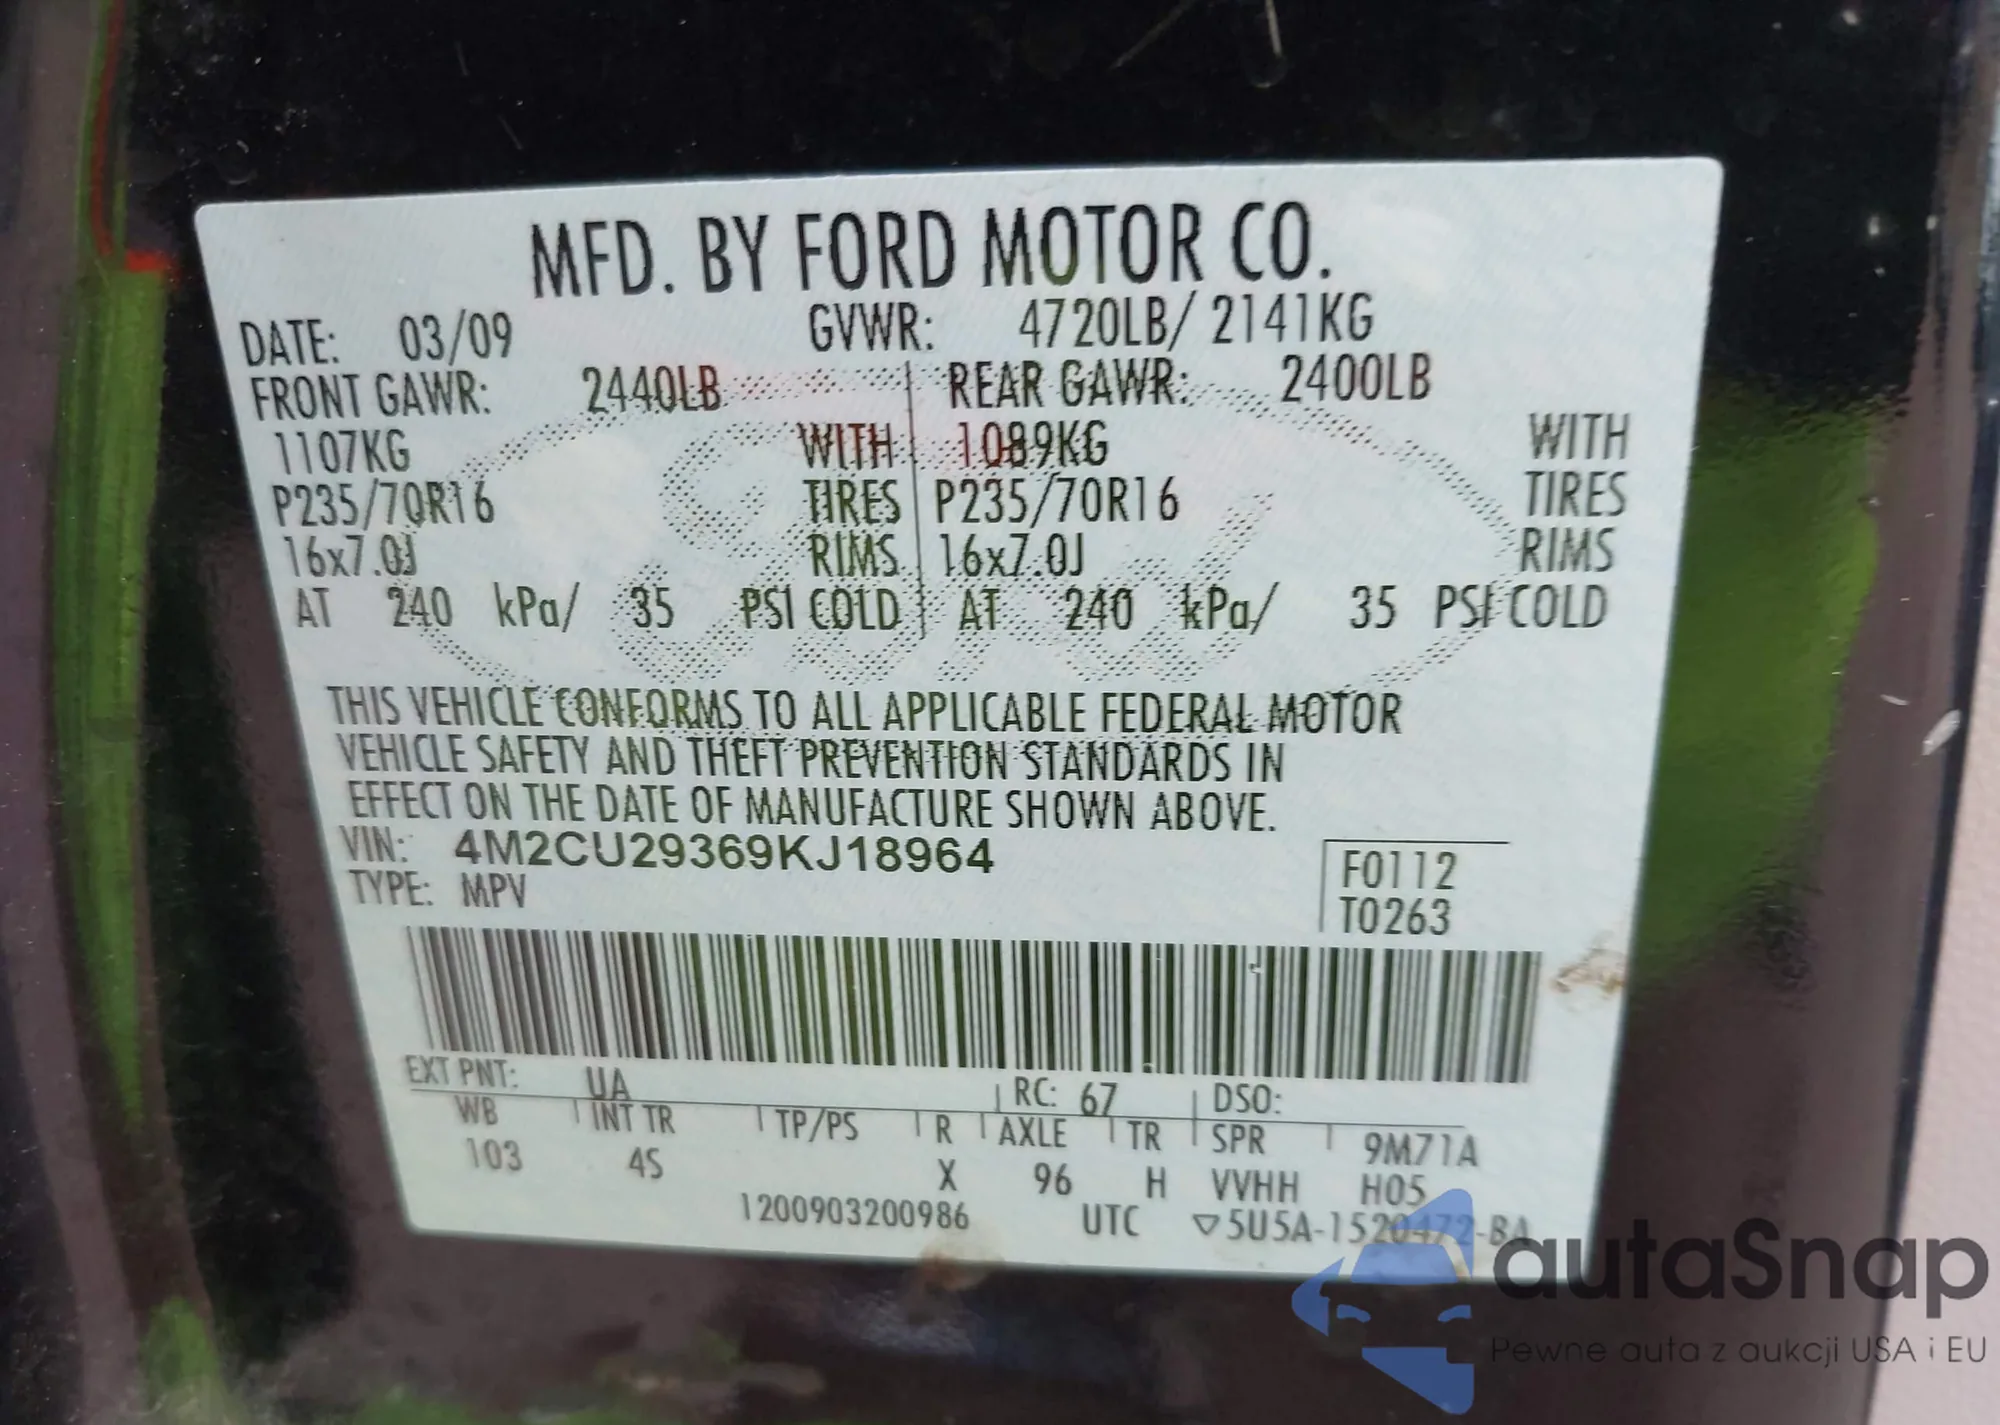 MFD. BY FORD MOTOR CO.
DATE: 03/09 GVWR: 4720LB/ 2141KG
FRONT GAWR: 2440LB REAR GAWR: 2400LB
1107KG WITH 1089KG WITH
P235/70R16 TIRES P235/70R16 TIRES
16x7.0J RIMS 16x7.0J RIMS
AT 240 kPa/ 35 PSI COLD AT 240 kPa/ 35 PSI COLD
THIS VEHICLE CONFORMS TO ALL APPLICABLE FEDERAL MOTOR
VEHICLE SAFETY AND THEFT PREVENTION STANDARDS IN
EFFECT ON THE DATE OF MANUFACTURE SHOWN ABOVE.
VIN: 4M2CU29369KJ18964 F0112
TYPE: MPV T0263
EXT PNT: UA RC: 67 DSO:
WB INT TR TP/PS R AXLE TR SPR 9M71A
103 4S X 96 H VVHH H05
1200903200986 UTC ▽5U5A-1520472-BA
autaSnap
Pewne auta z aukcji USA i EU